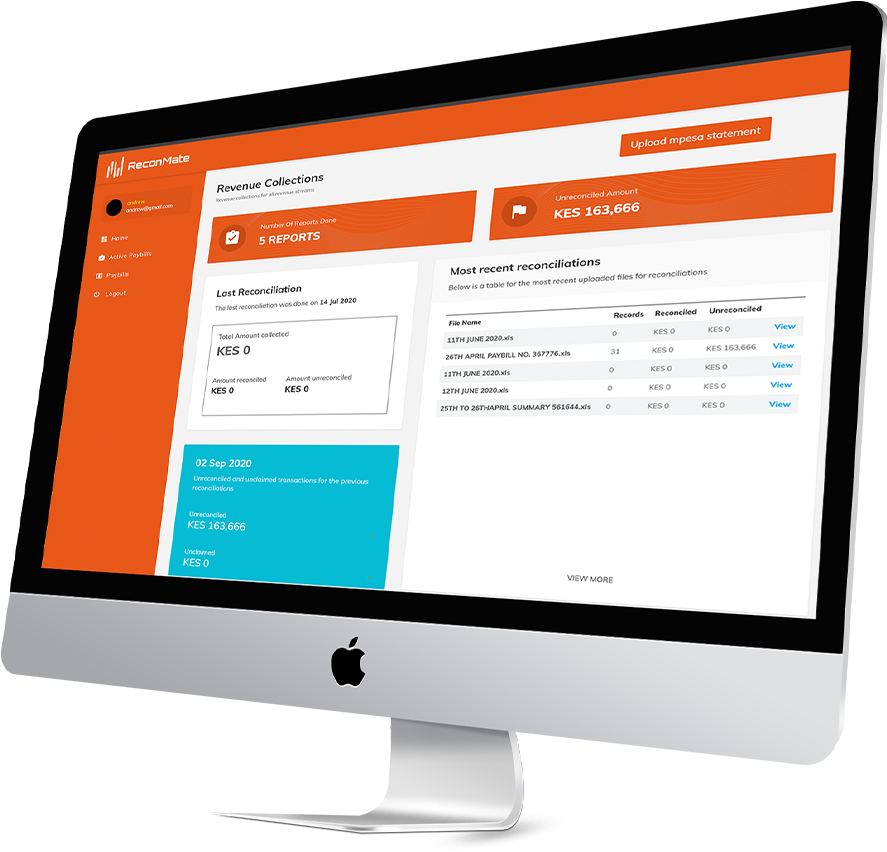 ReconMate
andrew
andrew@gmail.com
Home
Active Paybills
Paybills
Logout
Revenue Collections
Revenue collections for all revenue streams
Upload mpesa statement
Number Of Reports Done
5 REPORTS
Unreconciled Amount
KES 163,666
Last Reconciliation
The last reconciliation was done on 14 Jul 2020
Total Amount collected
KES 0
Amount reconciled
KES 0
Amount unreconciled
KES 0
02 Sep 2020
Unreconciled and unclaimed transactions for the previous
reconciliations
Unreconciled
KES 163,666
Unclaimed
KES 0
Most recent reconciliations
Below is a table for the most recent uploaded files for reconciliations
File Name Records Reconciled Unreconciled
11TH JUNE 2020.xls 0 KES 0 KES 0 View
26TH APRIL PAYBILL NO. 367776.xls 31 KES 0 KES 163,666 View
11TH JUNE 2020.xls 0 KES 0 KES 0 View
12TH JUNE 2020.xls 0 KES 0 KES 0 View
25TH TO 26THAPRIL SUMMARY 561644.xls 0 KES 0 KES 0 View
VIEW MORE